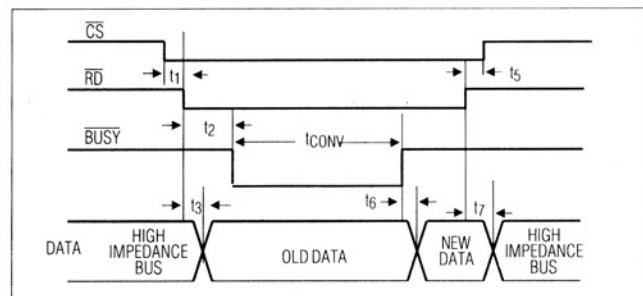 CS
t1
t5
RD
t2
tCONV
BUSY
t3
t6
t7
DATA
HIGH
IMPEDANCE
BUS
OLD DATA
NEW
DATA
HIGH
IMPEDANCE
BUS